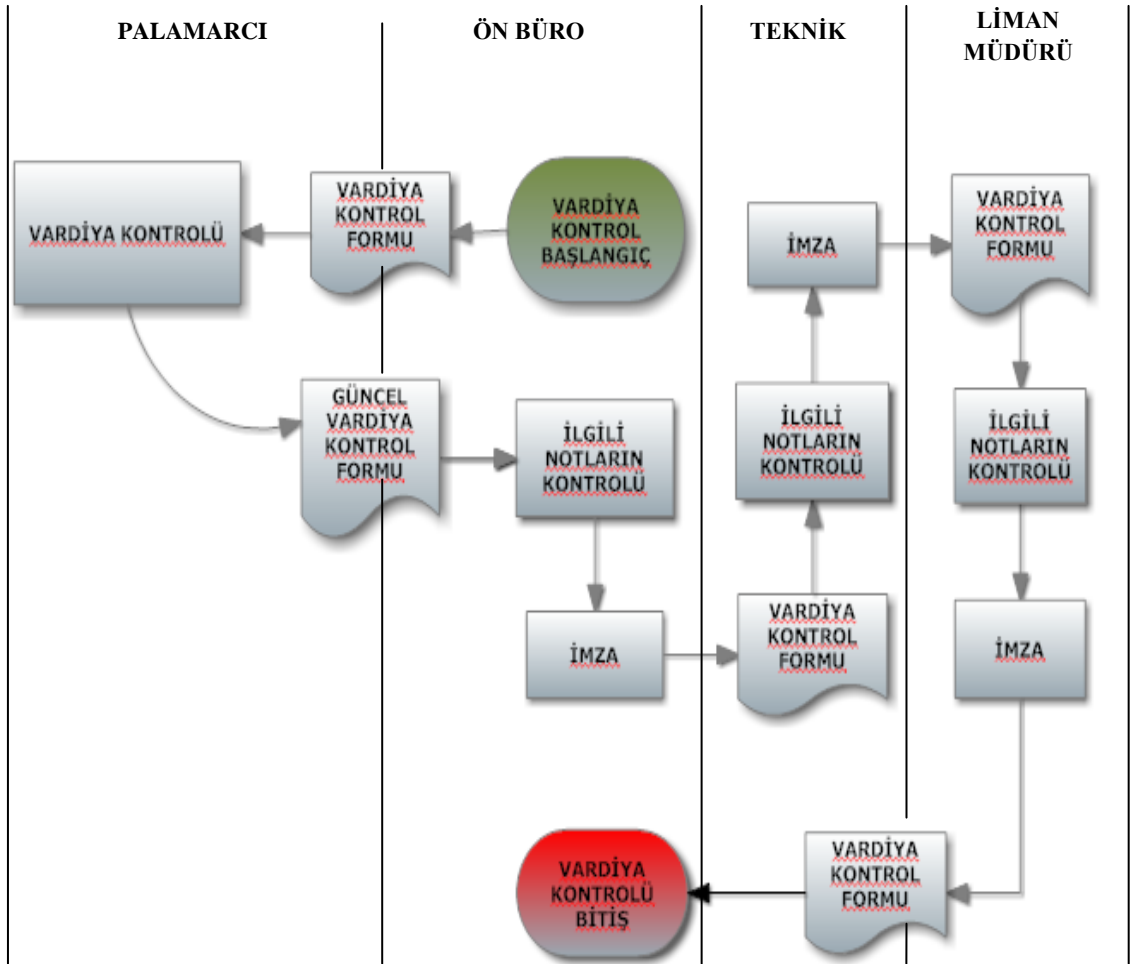 PALAMARCI
ÖN BÜRO
TEKNİK
LİMAN
MÜDÜRÜ
VARDİYA KONTROLÜ
VARDİYA
KONTROL
FORMU
VARDİYA
KONTROL
BAŞLANGIÇ
İMZA
VARDİYA
KONTROL
FORMU
GÜNCEL
VARDİYA
KONTROL
FORMU
İLGİLİ
NOTLARIN
KONTROLÜ
İLGİLİ
NOTLARIN
KONTROLÜ
İLGİLİ
NOTLARIN
KONTROLÜ
İMZA
VARDİYA
KONTROL
FORMU
İMZA
VARDİYA
KONTROLÜ
BİTİŞ
VARDİYA
KONTROL
FORMU